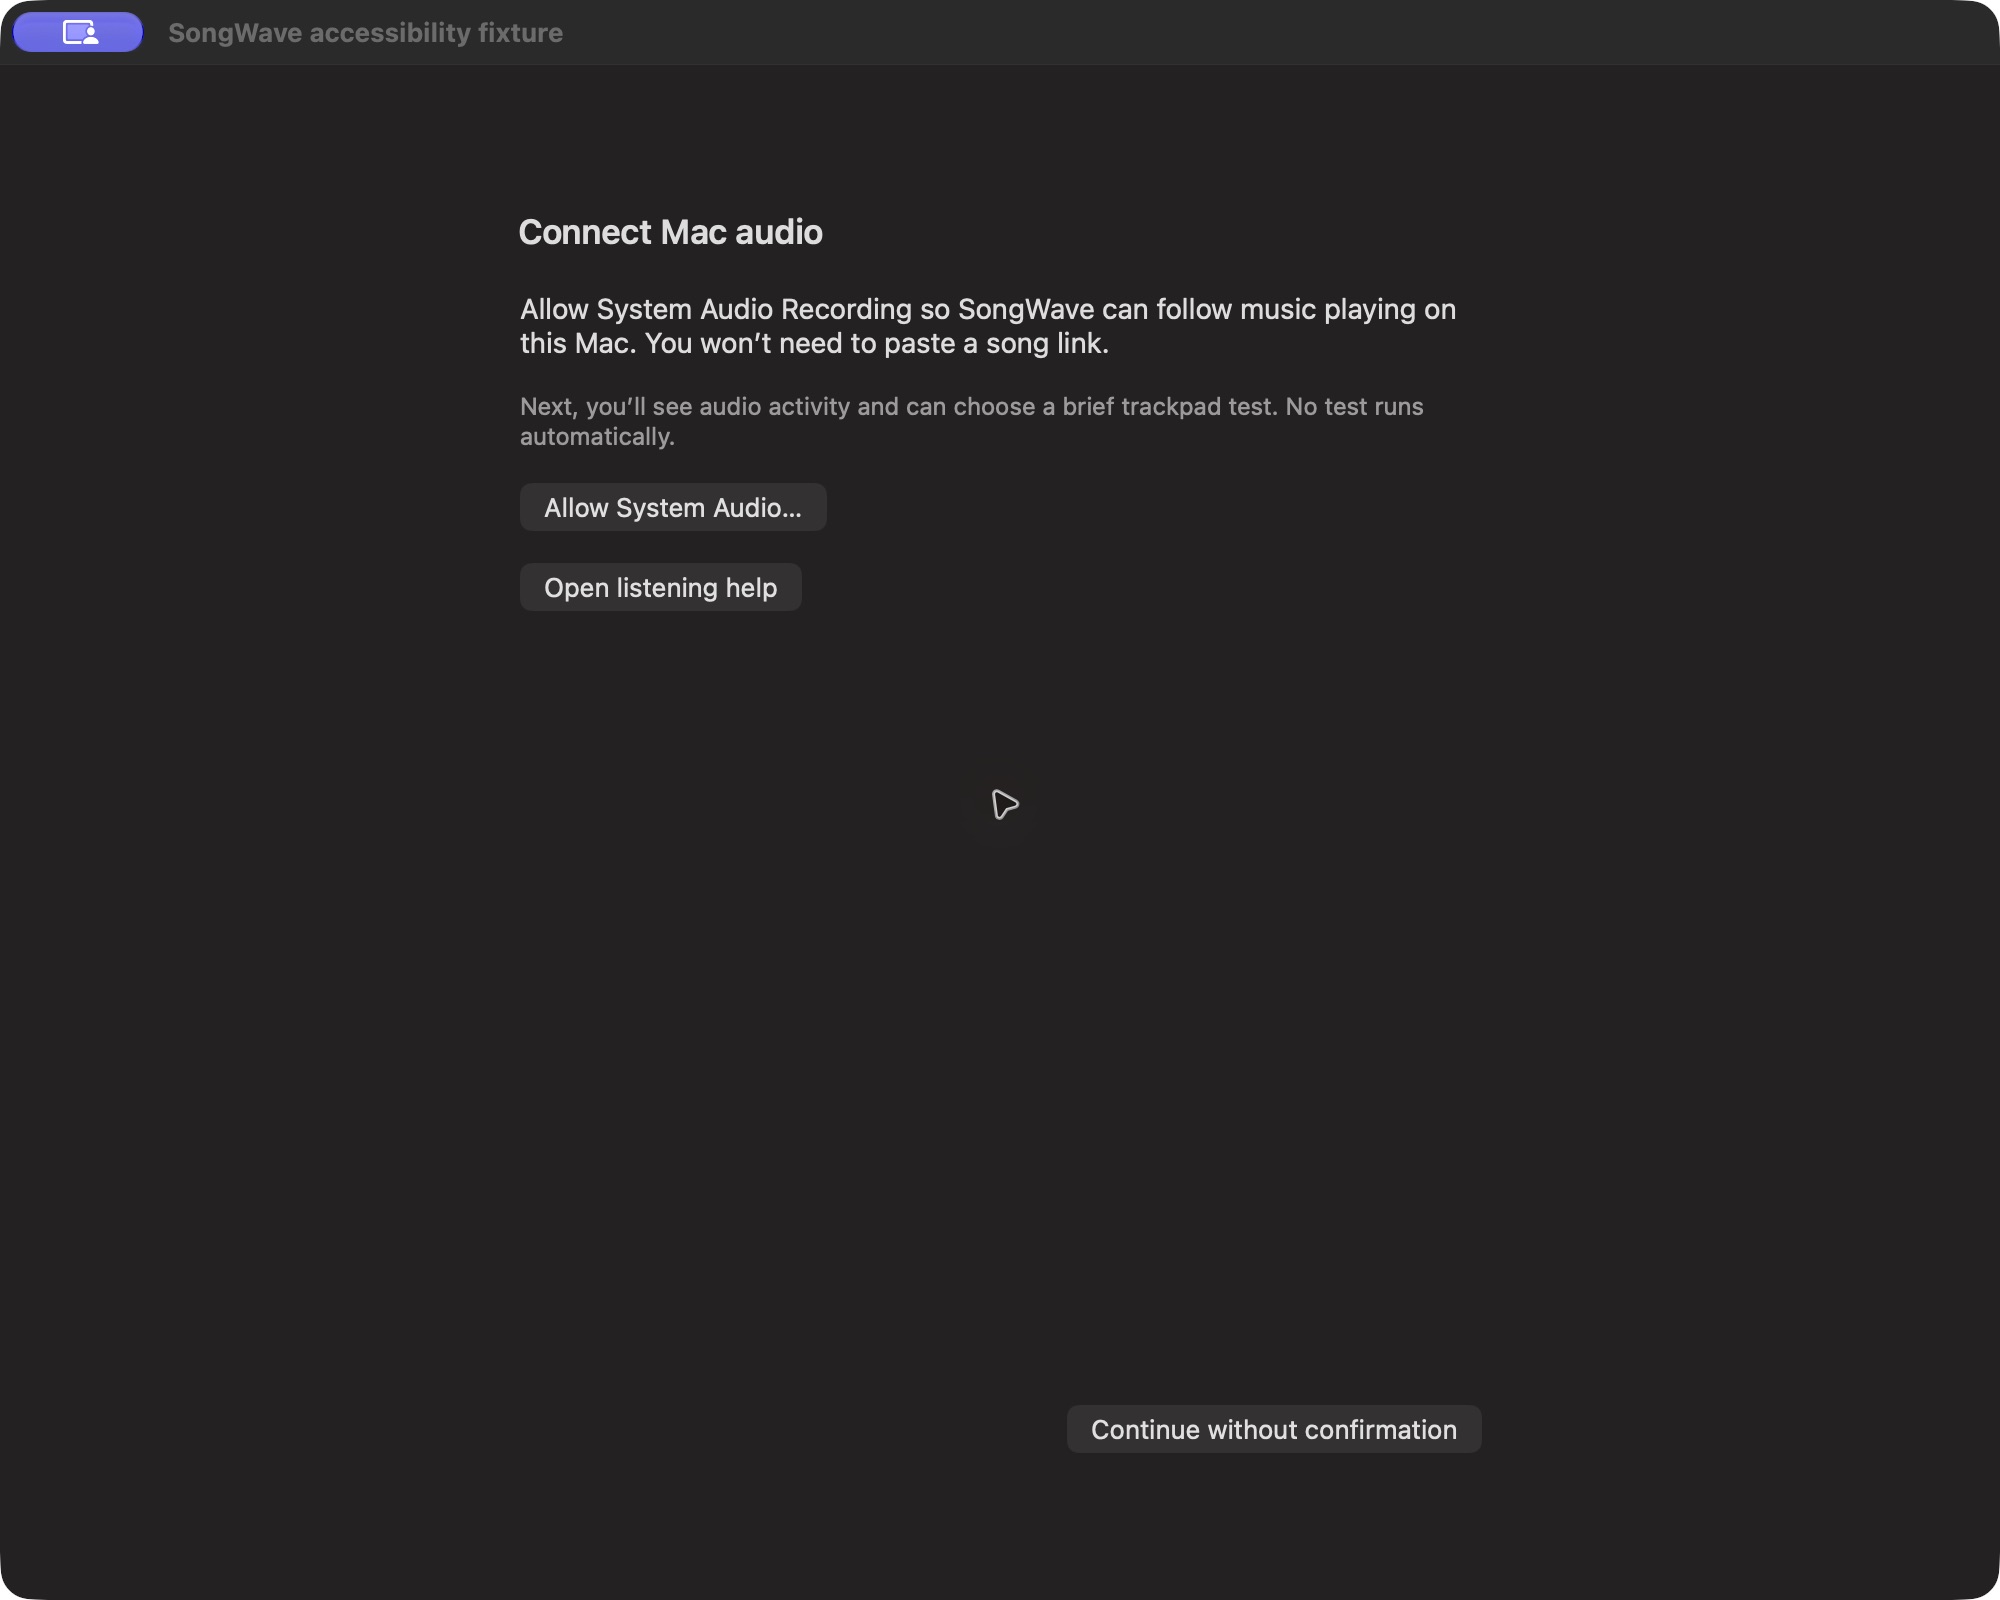 SongWave accessibility fixture
Connect Mac audio
Allow System Audio Recording so SongWave can follow music playing on
this Mac. You won’t need to paste a song link.
Next, you’ll see audio activity and can choose a brief trackpad test. No test runs
automatically.
Allow System Audio...
Open listening help
Continue without confirmation